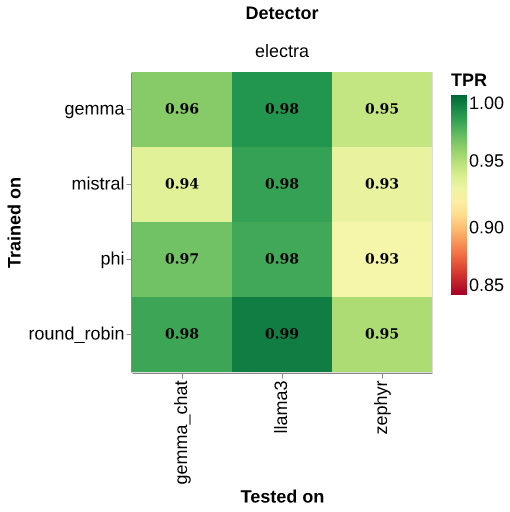 Detector
electra
TPR
Trained on
gemma 0.96 0.98 0.95
mistral 0.94 0.98 0.93
phi 0.97 0.98 0.93
round_robin 0.98 0.99 0.95
1.00
0.95
0.90
0.85
gemma_chat
llama3
zephyr
Tested on